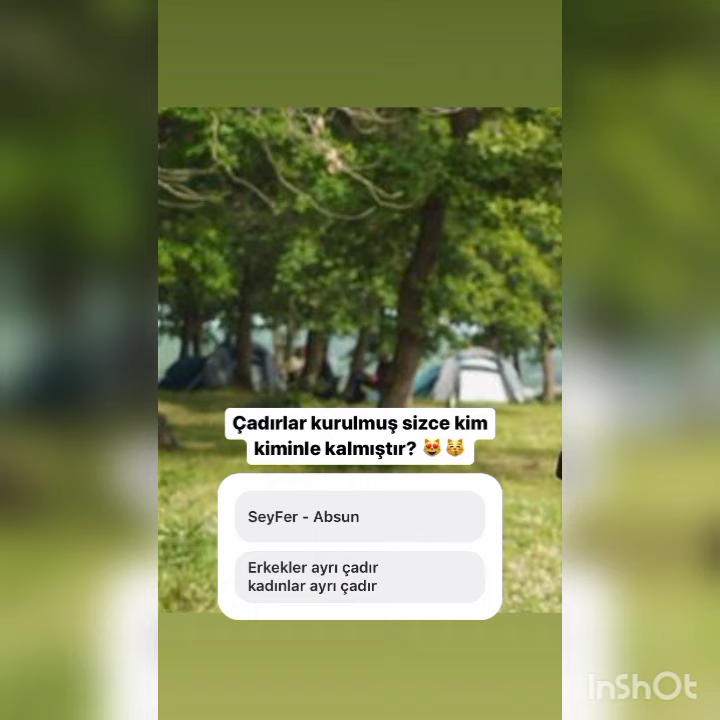 Çadırlar kurulmuş sizce kim
kiminle kalmıştır? 😻😽
SeyFer - Absun
Erkekler ayrı çadır
kadınlar ayrı çadır
InShOt